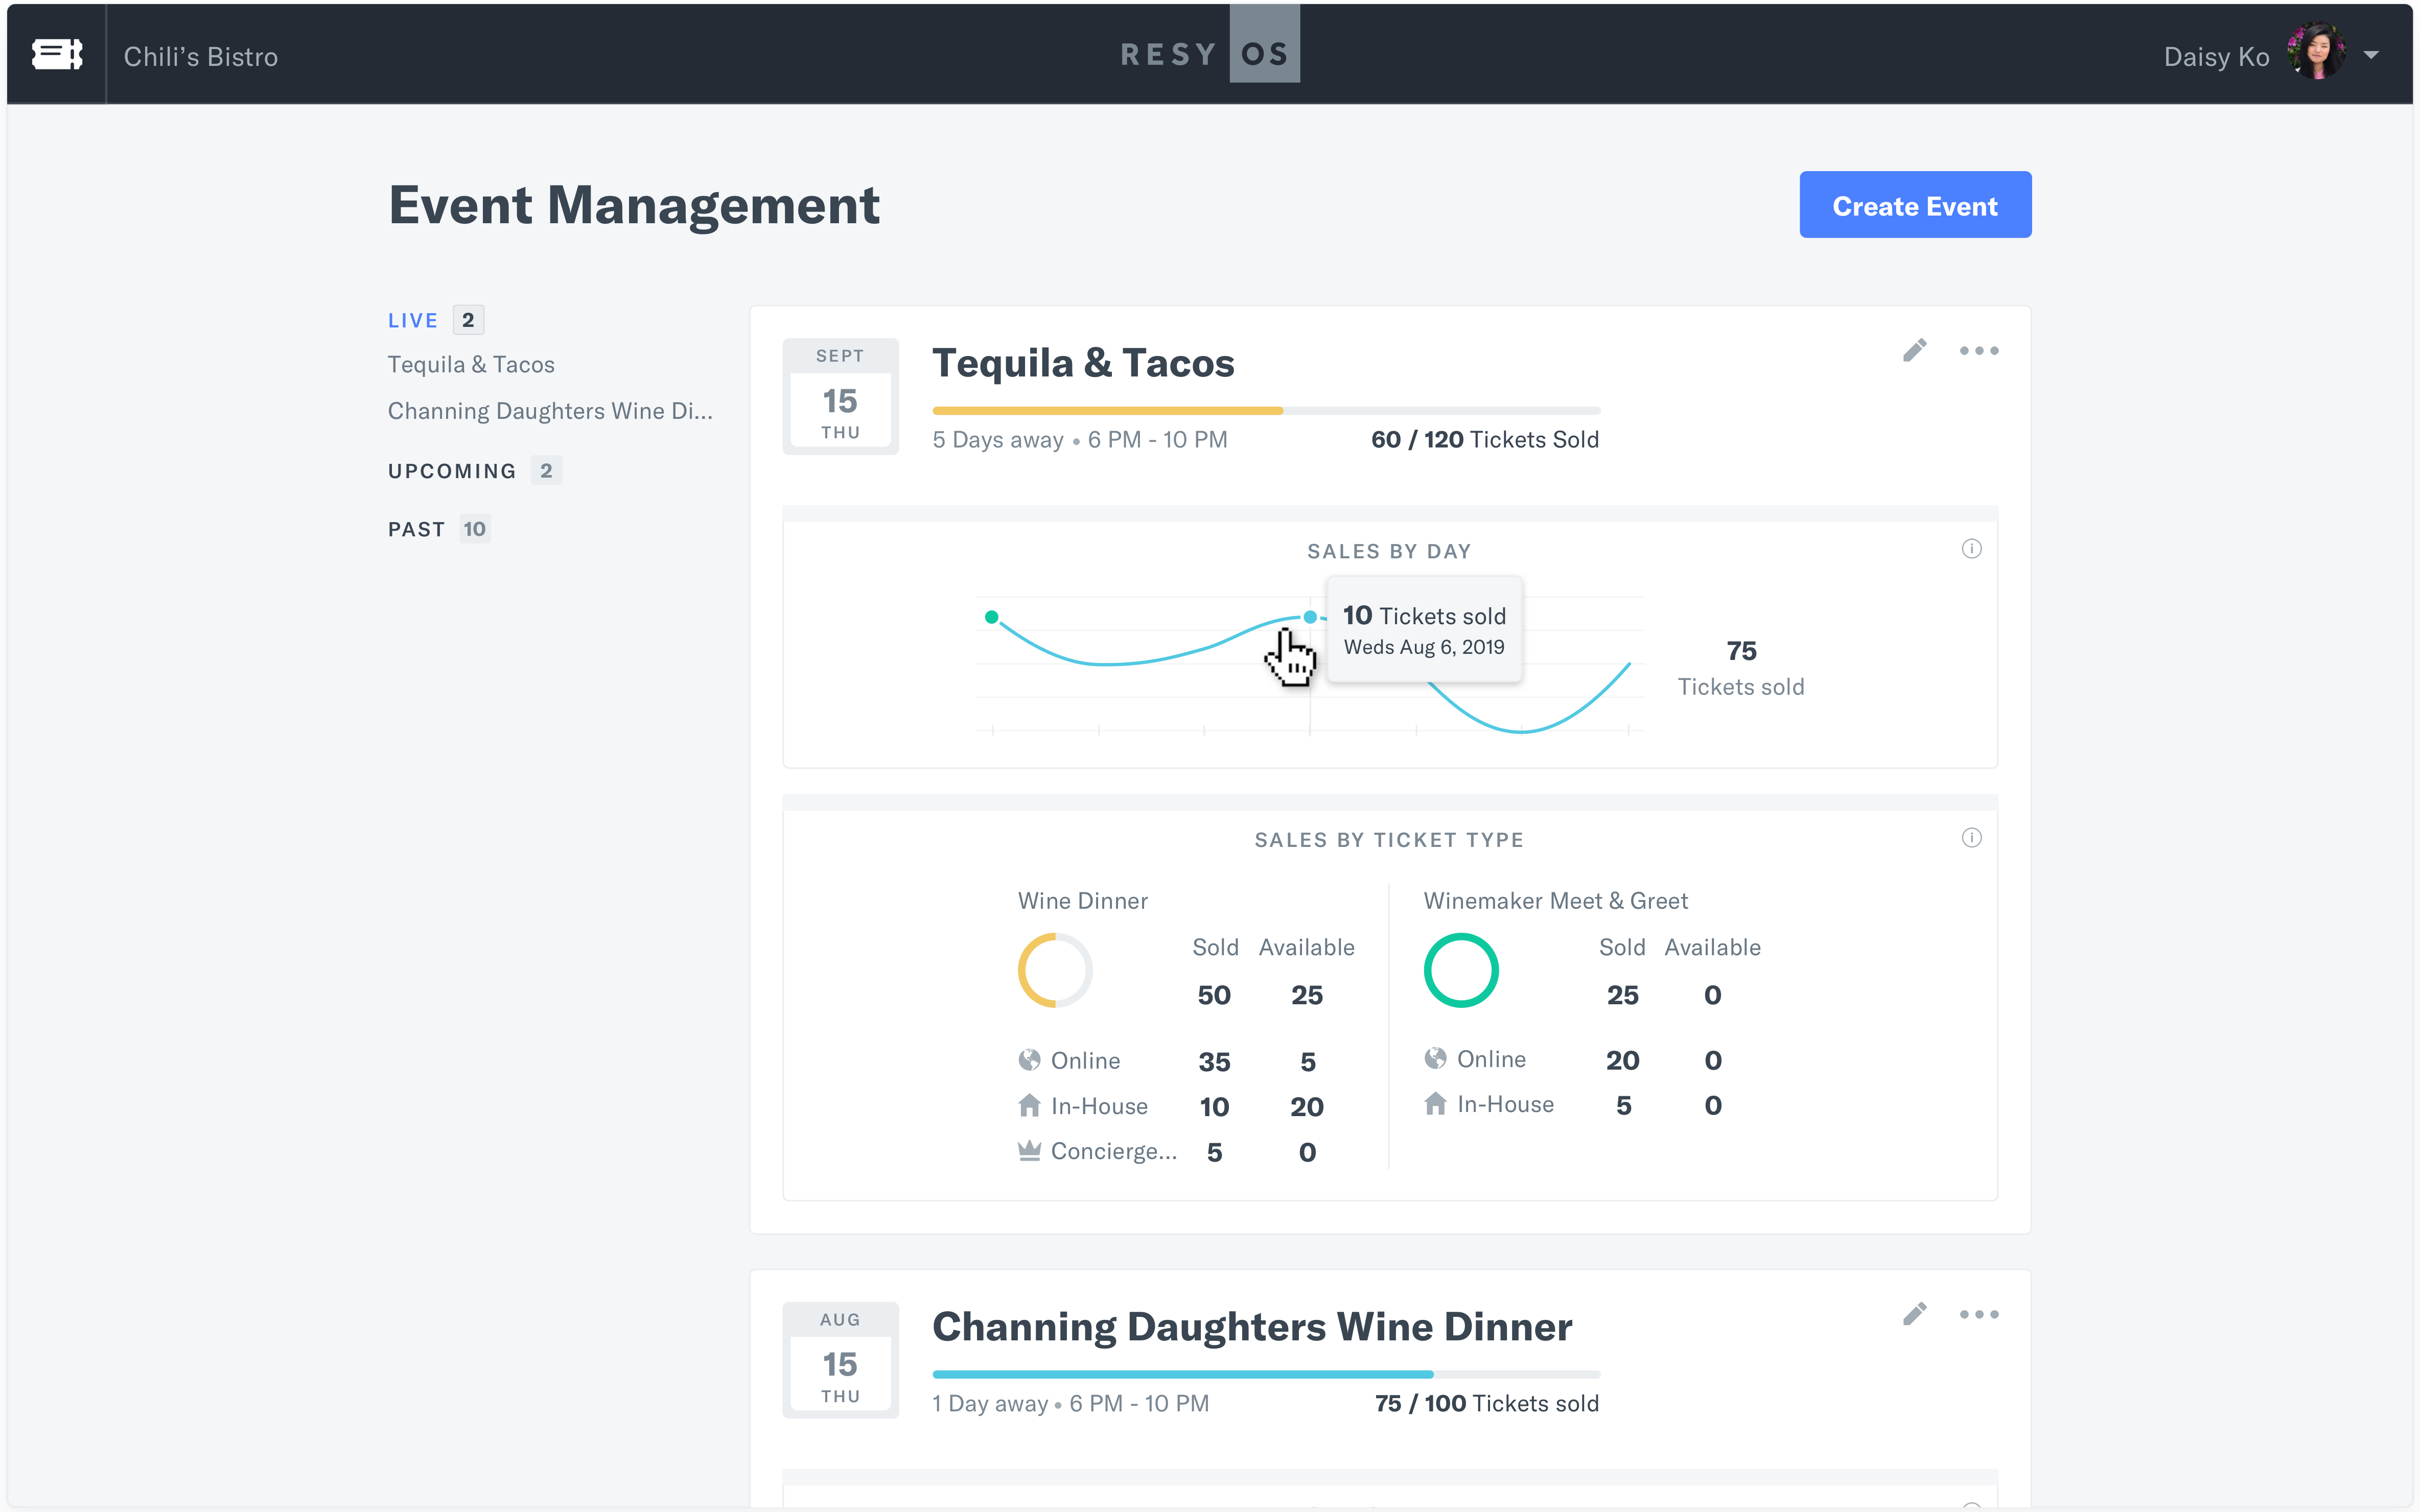 Chili’s Bistro
RESY OS
Daisy Ko
Event Management
Create Event
LIVE 2
Tequila & Tacos
Channing Daughters Wine Di...
UPCOMING 2
PAST 10
SEPT
15
THU
Tequila & Tacos
5 Days away • 6 PM - 10 PM
60 / 120 Tickets Sold
SALES BY DAY
10 Tickets sold
Weds Aug 6, 2019
75
Tickets sold
SALES BY TICKET TYPE
Wine Dinner
Sold Available
50 25
Online 35 5
In-House 10 20
Concierge... 5 0
Winemaker Meet & Greet
Sold Available
25 0
Online 20 0
In-House 5 0
AUG
15
THU
Channing Daughters Wine Dinner
1 Day away • 6 PM - 10 PM
75 / 100 Tickets sold